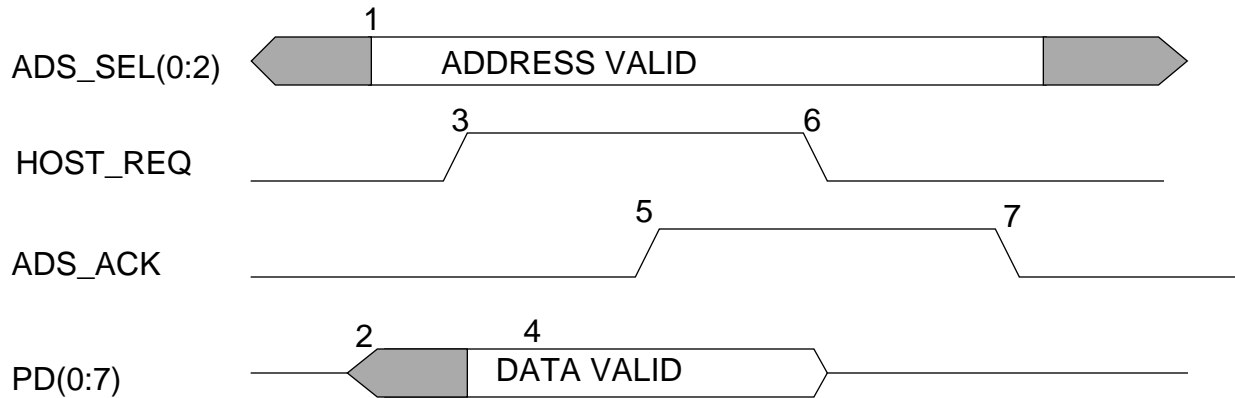 1
ADS_SEL(0:2) ADDRESS VALID
3 6
HOST_REQ
5 7
ADS_ACK
2 4
PD(0:7) DATA VALID